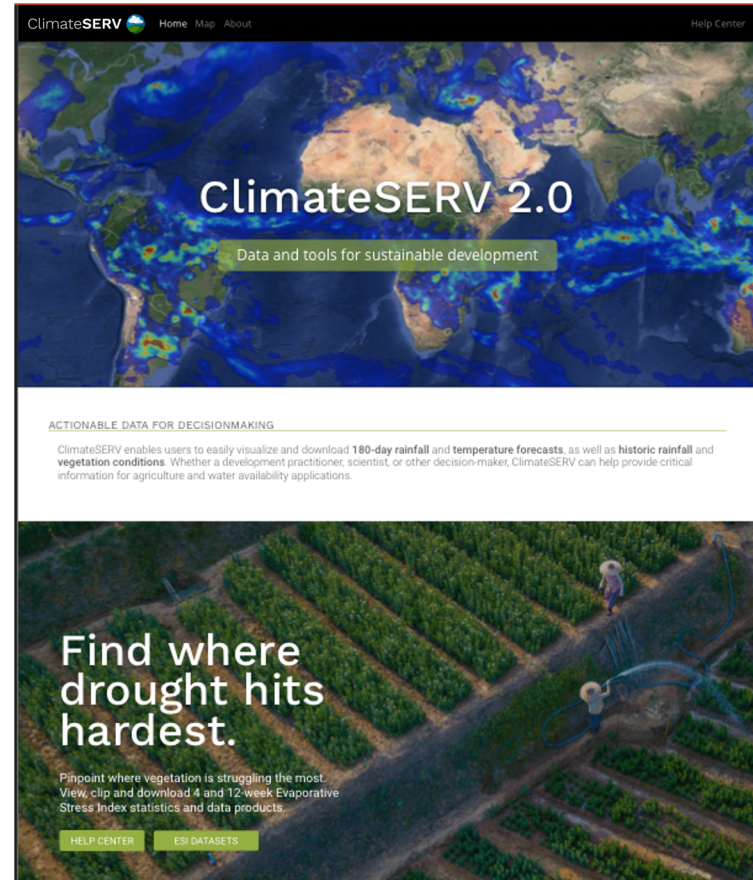 ClimateSERV Home Map About Help Center
ClimateSERV 2.0
Data and tools for sustainable development
ACTIONABLE DATA FOR DECISIONMAKING
ClimateSERV enables users to easily visualize and download 180-day rainfall and temperature forecasts, as well as historic rainfall and
vegetation conditions. Whether a development practitioner, scientist, or other decision-maker, ClimateSERV can help provide critical
information for agriculture and water availability applications.
Find where
drought hits
hardest.
Pinpoint where vegetation is struggling the most.
View, clip and download 4 and 12-week Evaporative
Stress Index statistics and data products.
HELP CENTER ESI DATASETS